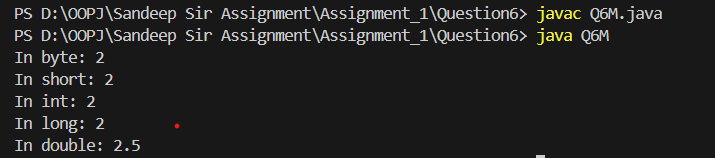 PS D:\OOPJ\Sandeep Sir Assignment\Assignment_1\Question6> javac Q6M.java
PS D:\OOPJ\Sandeep Sir Assignment\Assignment_1\Question6> java Q6M
In byte: 2
In short: 2
In int: 2
In long: 2
In double: 2.5